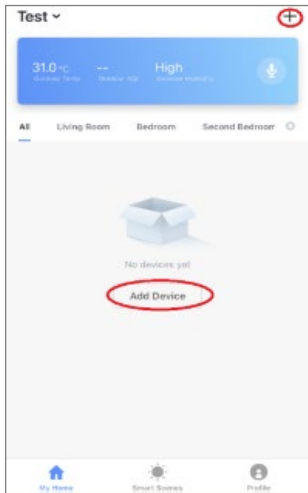 Test
31.0°C -- High
Outdoor Temp Outdoor AQI Outdoor Humidity
All Living Room Bedroom Second Bedroom
No devices yet
Add Device
My Home Smart Scenes Profile